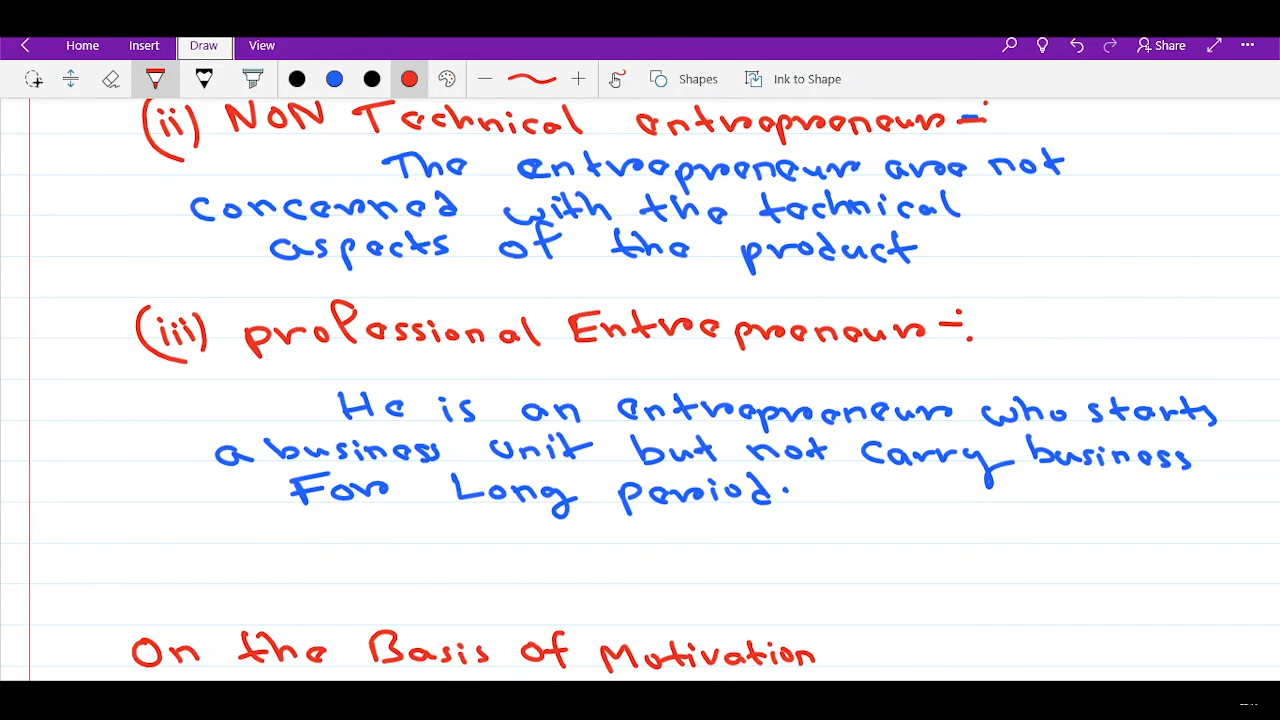 Home Insert Draw View Share
Shapes Ink to Shape
(ii) NON Technical entrepreneur :-
The entrepreneur are not
concerned with the technical
aspects of the product
(iii) professional Entrepreneur :-
He is an entrepreneur who starts
a business unit but not carry business
For Long period.
On the Basis of Motivation